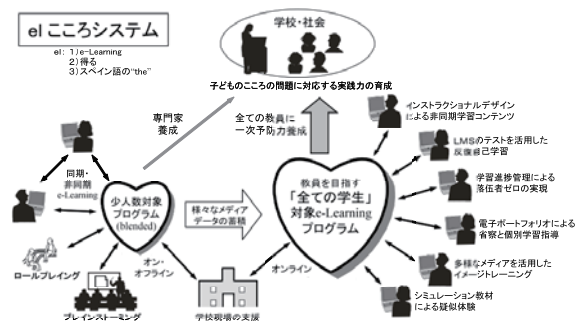 el こころシステム
el: 1) e-Learning
2) 得る
3) スペイン語の“the”
学校・社会
子どものこころの問題に対応する実践力の育成
専門家
養成
全ての教員に
一次予防力養成
同期・
非同期
e-Learning
少人数対象
プログラム
(blended)
様々なメディア
データの蓄積
教員を目指す
「全ての学生」
対象e-Learning
プログラム
オン・
オフライン
オンライン
ロールプレイング
ブレインストーミング
学校現場の支援
インストラクショナルデザイン
による非同期学習コンテンツ
LMSのテストを活用した
反復自己学習
学習進捗管理による
落伍者ゼロの実現
電子ポートフォリオによる
省察と個別学習指導
多様なメディアを活用した
イメージトレーニング
シミュレーション教材
による疑似体験